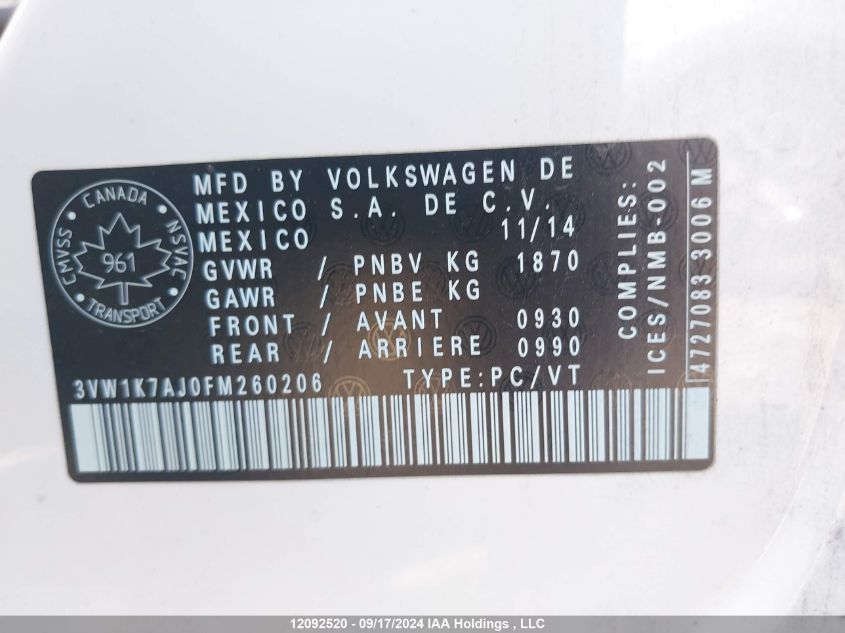 CANADA
CMVSS
961
NSVAC
TRANSPORT
MFD BY VOLKSWAGEN DE
MEXICO S.A. DE C.V.
MEXICO 11/14
GVWR / PNBV KG 1870
GAWR / PNBE KG
FRONT / AVANT 0930
REAR / ARRIERE 0990
3VW1K7AJ0FM260206 TYPE:PC/VT
COMPLIES:
ICES/NMB-002
4727083 3006 M
12092520 - 09/17/2024 IAA Holdings , LLC